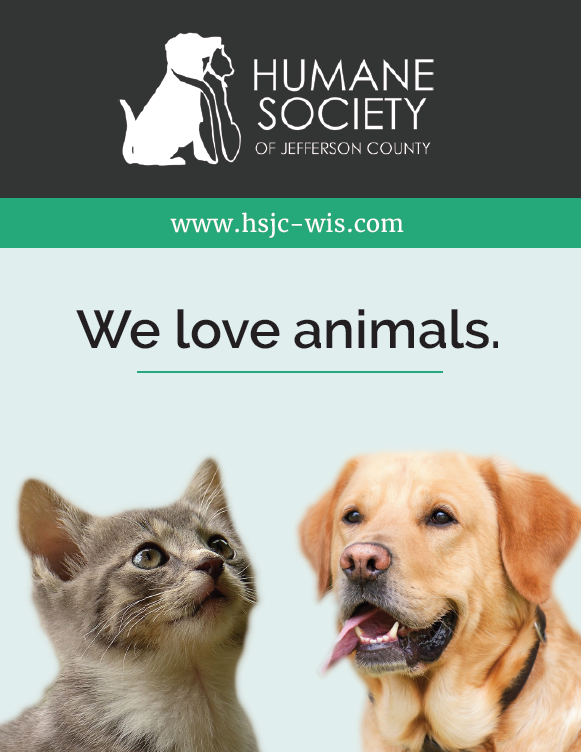 HUMANE
SOCIETY
OF JEFFERSON COUNTY
www.hsjc-wis.com
We love animals.